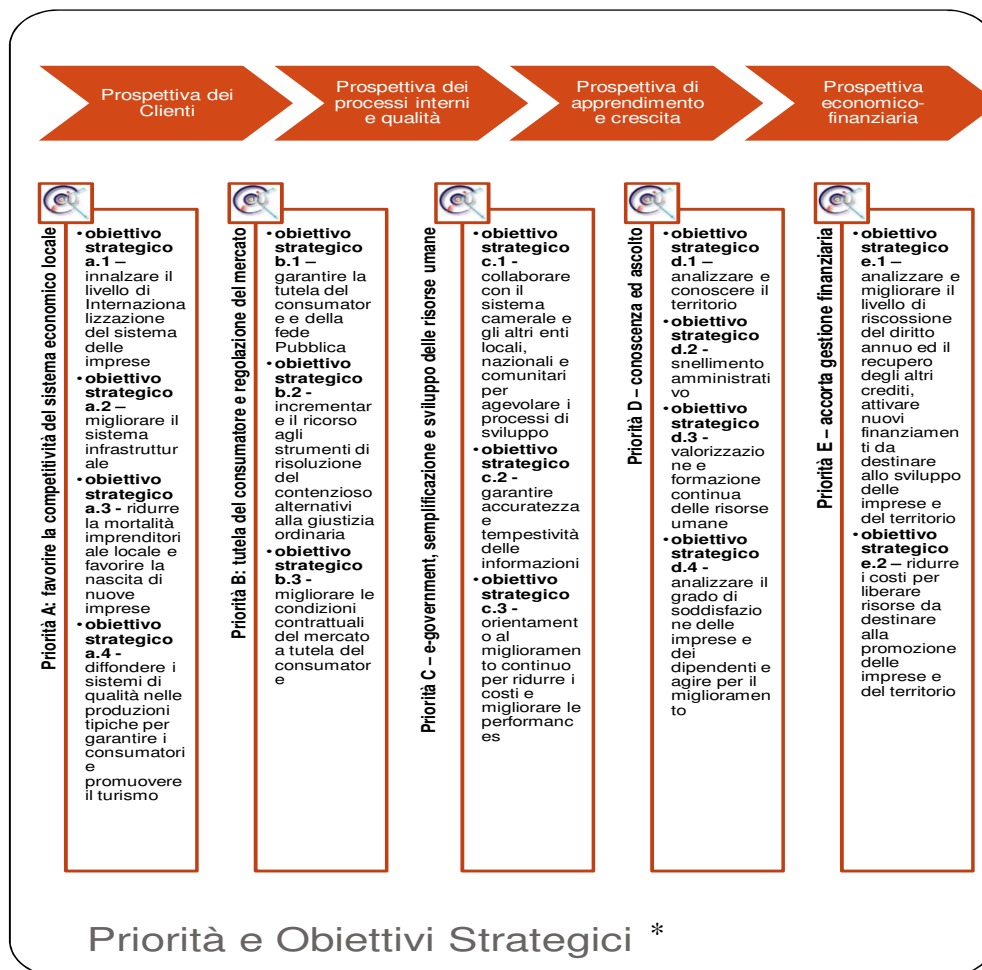 Prospettiva dei
Clienti
Prospettiva dei
processi interni
e qualità
Prospettiva di
apprendimento
e crescita
Prospettiva
economico-
finanziaria
Priorità A: favorire la competitività del sistema economico locale
• obiettivo
strategico
a.1 –
innalzare il
livello di
Internaziona
lizzazione
del sistema
delle
imprese
• obiettivo
strategico
a.2 –
migliorare il
sistema
infrastruttur
ale
• obiettivo
strategico
a.3 - ridurre
la mortalità
imprenditori
ale locale e
favorire la
nascita di
nuove
imprese
• obiettivo
strategico
a.4 -
diffondere i
sistemi di
qualità nelle
produzioni
tipiche per
garantire i
consumatori
e
promuovere
il turismo
Priorità B: tutela del consumatore e regolazione del mercato
• obiettivo
strategico
b.1 –
garantire la
tutela del
consumator
e e della
fede
Pubblica
• obiettivo
strategico
b.2 -
incrementar
e il ricorso
agli
strumenti di
risoluzione
del
contenzioso
alternativi
alla giustizia
ordinaria
• obiettivo
strategico
b.3 -
migliorare le
condizioni
contrattuali
del mercato
a tutela del
consumator
e
Priorità C – e-government, semplificazione e sviluppo delle risorse umane
• obiettivo
strategico
c.1 -
collaborare
con il
sistema
camerale e
gli altri enti
locali,
nazionali e
comunitari
per
agevolare i
processi di
sviluppo
• obiettivo
strategico
c.2 -
garantire
accuratezza
e
tempestività
delle
informazioni
• obiettivo
strategico
c.3 -
orientament
o al
miglioramen
to continuo
per ridurre i
costi e
migliorare le
performanc
es
Priorità D – conoscenza ed ascolto
• obiettivo
strategico
d.1 –
analizzare e
conoscere il
territorio
• obiettivo
strategico
d.2 -
snellimento
amministrati
vo
• obiettivo
strategico
d.3 -
valorizzazio
ne e
formazione
continua
delle risorse
umane
• obiettivo
strategico
d.4 -
analizzare il
grado di
soddisfazio
ne delle
imprese e
dei
dipendenti e
agire per il
miglioramen
to
Priorità E – accorta gestione finanziaria
• obiettivo
strategico
e.1 –
analizzare e
migliorare il
livello di
riscossione
del diritto
annuo ed il
recupero
degli altri
crediti,
attivare
nuovi
finanziamen
ti da
destinare
allo sviluppo
delle
imprese e
del territorio
• obiettivo
strategico
e.2 – ridurre
i costi per
liberare
risorse da
destinare
alla
promozione
delle
imprese e
del territorio
Priorità e Obiettivi Strategici *